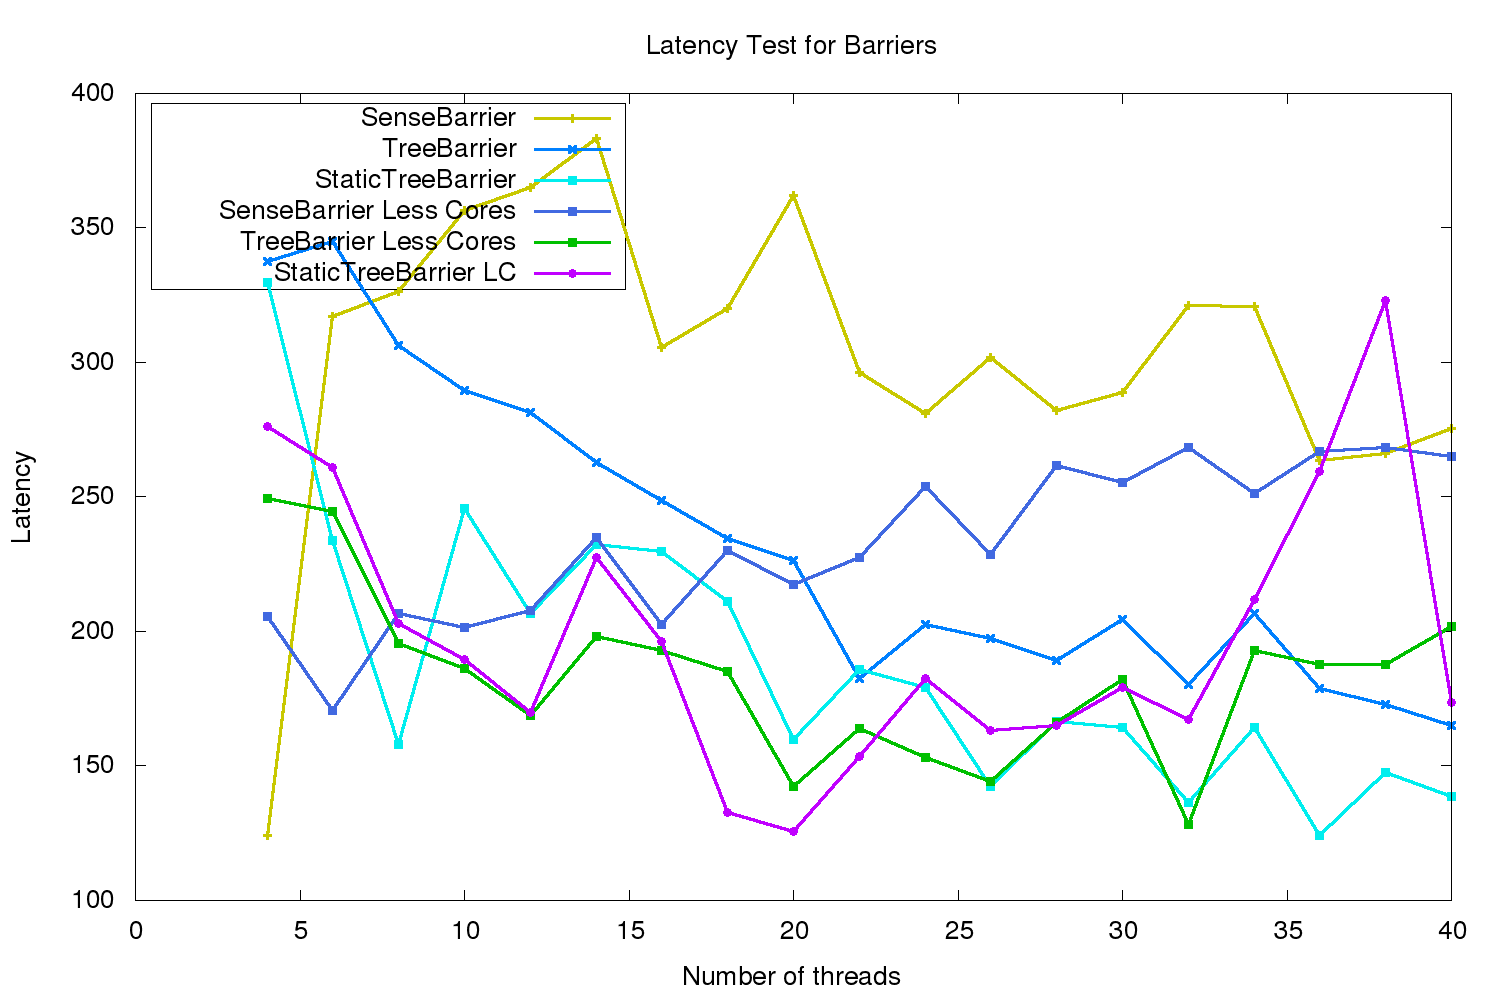 Latency Test for Barriers
400
350
300
250
200
150
100
Latency
SenseBarrier
TreeBarrier
StaticTreeBarrier
SenseBarrier Less Cores
TreeBarrier Less Cores
StaticTreeBarrier LC
0 5 10 15 20 25 30 35 40
Number of threads